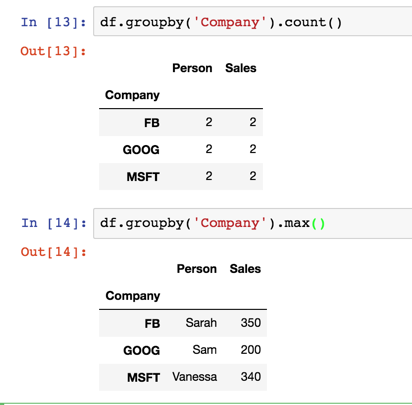 In [13]: df.groupby('Company').count()
Out[13]:
Person Sales
Company
FB 2 2
GOOG 2 2
MSFT 2 2
In [14]: df.groupby('Company').max()
Out[14]:
Person Sales
Company
FB Sarah 350
GOOG Sam 200
MSFT Vanessa 340